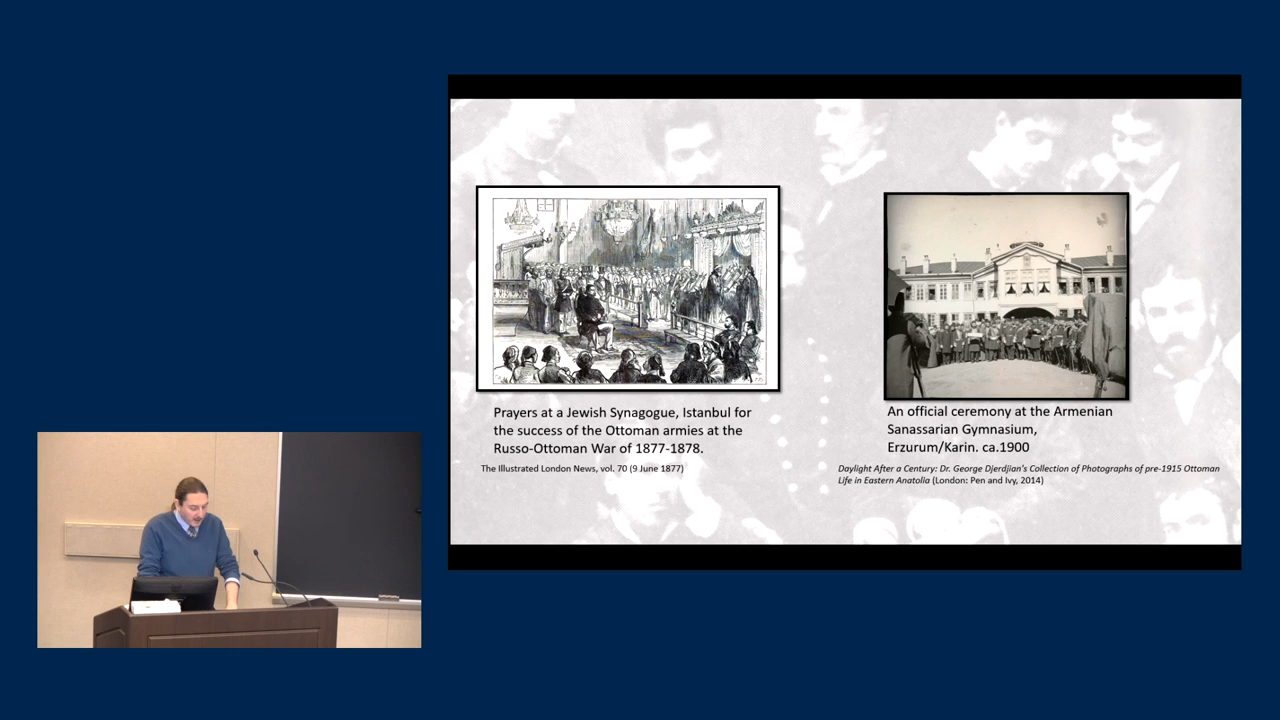 Prayers at a Jewish Synagogue, Istanbul for
the success of the Ottoman armies at the
Russo-Ottoman War of 1877-1878.
The Illustrated London News, vol. 70 (9 June 1877)
An official ceremony at the Armenian
Sanassarian Gymnasium,
Erzurum/Karin. ca.1900
Daylight After a Century: Dr. George Djerdjian's Collection of Photographs of pre-1915 Ottoman
Life in Eastern Anatolia (London: Pen and Ivy, 2014)